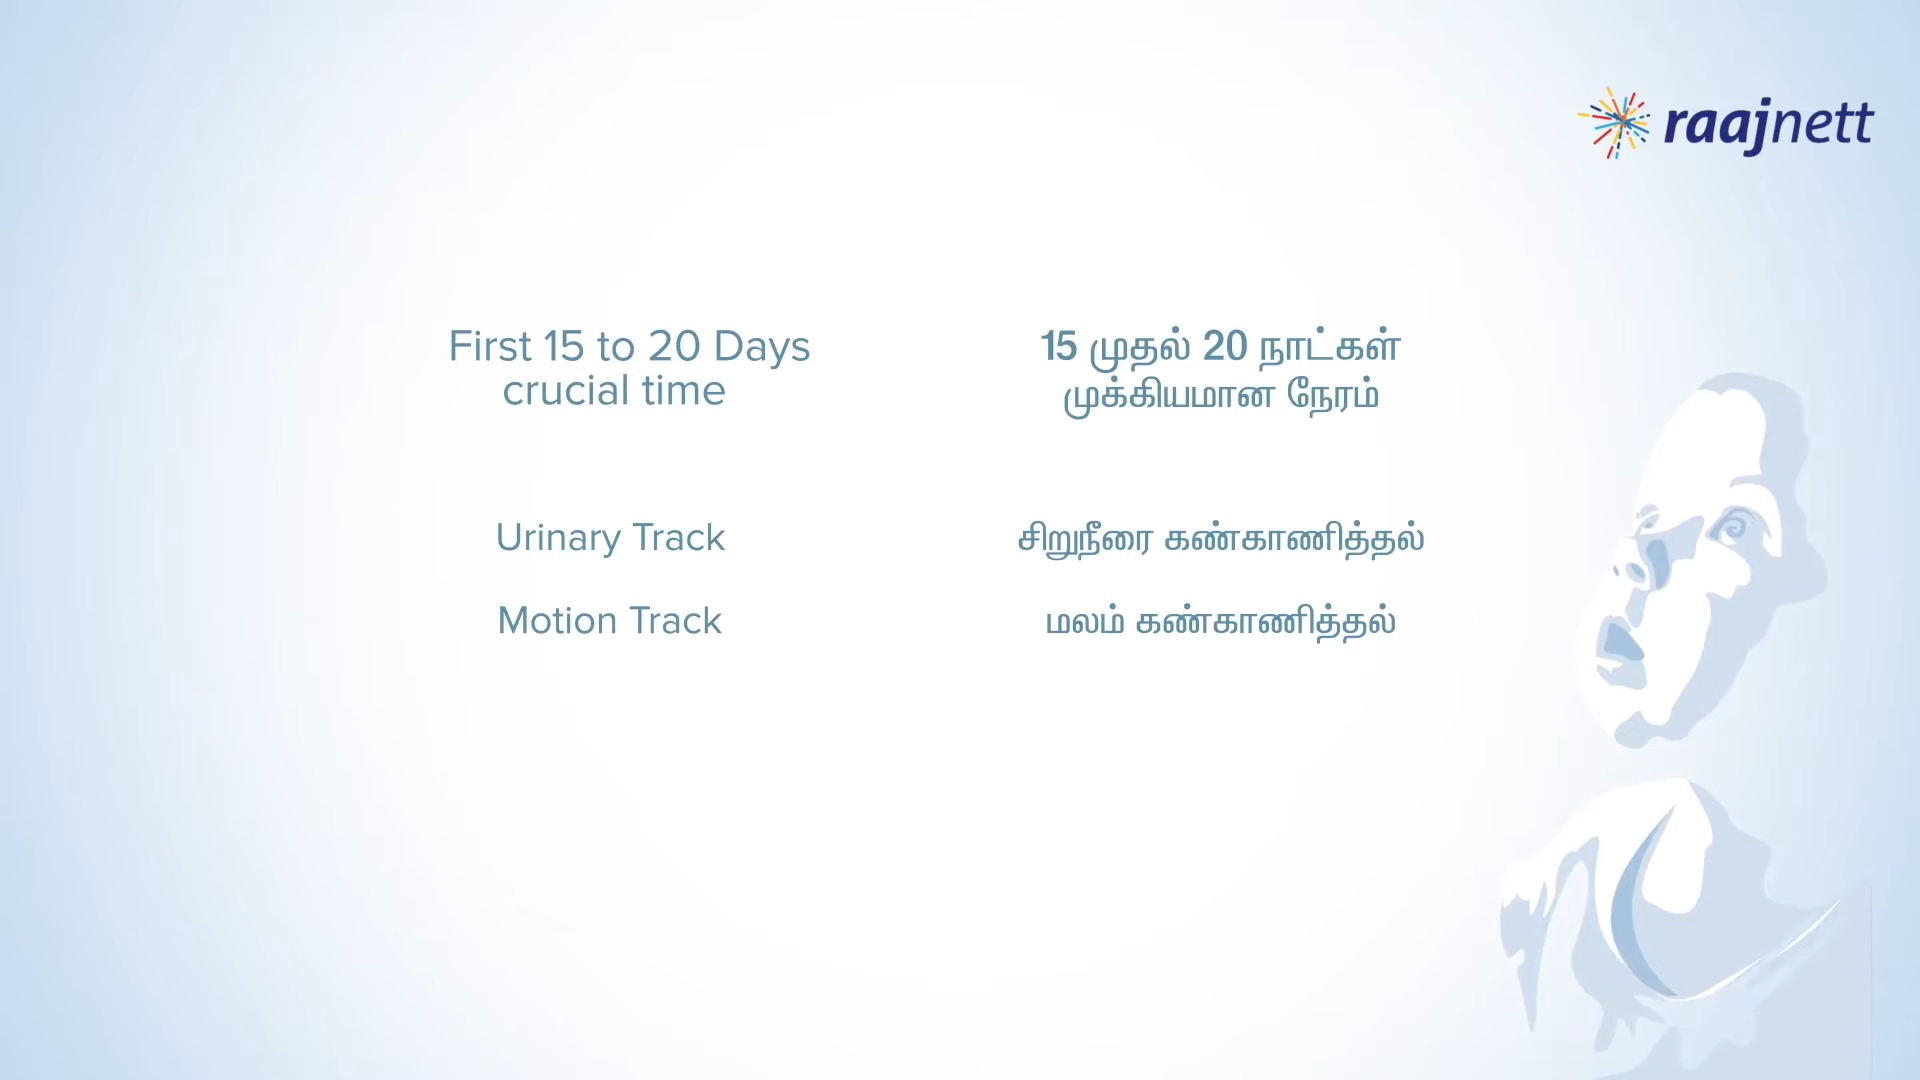 raajnett
First 15 to 20 Days
crucial time
15 முதல் 20 நாட்கள்
முக்கியமான நேரம்
Urinary Track
சிறுநீரை கண்காணித்தல்
Motion Track
மலம் கண்காணித்தல்